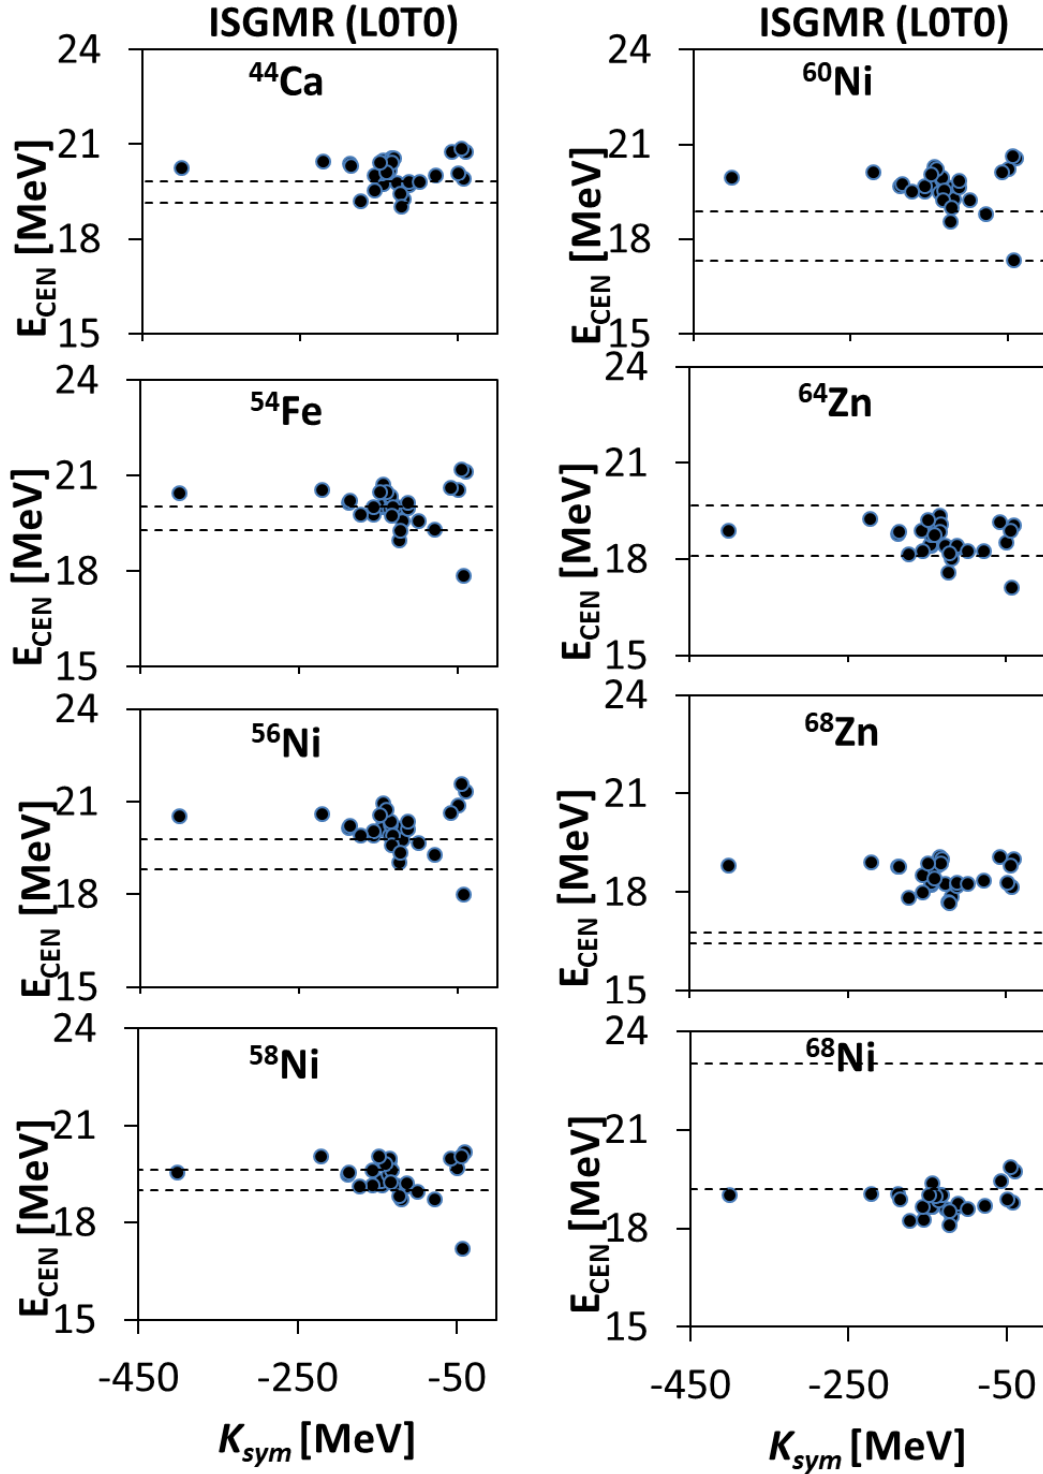 ISGMR (L0T0)
24
⁴⁴Ca
21
18
15
E_CEN [MeV]
24
⁵⁴Fe
21
18
15
E_CEN [MeV]
24
⁵⁶Ni
21
18
15
E_CEN [MeV]
24
⁵⁸Ni
21
18
15
E_CEN [MeV]
-450 -250 -50
K_sym [MeV]
ISGMR (L0T0)
24
⁶⁰Ni
21
18
15
E_CEN [MeV]
24
⁶⁴Zn
21
18
15
E_CEN [MeV]
24
⁶⁸Zn
21
18
15
E_CEN [MeV]
24
⁶⁸Ni
21
18
15
E_CEN [MeV]
-450 -250 -50
K_sym [MeV]